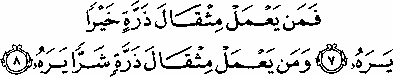 فَمَن يَعْمَلْ مِثْقَالَ ذَرَّةٍ خَيْرًا
يَرَهُۥ ﴿٧﴾ وَمَن يَعْمَلْ مِثْقَالَ ذَرَّةٍ شَرًّا يَرَهُۥ ﴿٨﴾